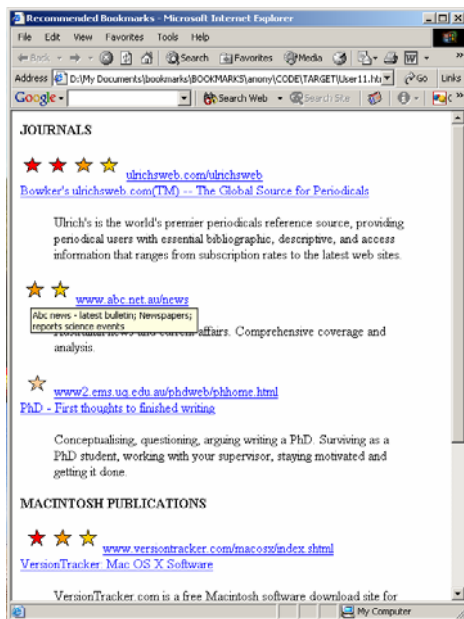 Recommended Bookmarks - Microsoft Internet Explorer
File Edit View Favorites Tools Help
Back Search Favorites Media
Address D:\My Documents\bookmarks\BOOKMARKS\anony\CODE\TARGET\User11.htm Go Links
Google Search Web Search Site
JOURNALS
ulrichsweb.com/ulrichsweb
Bowker's ulrichsweb.com(TM) -- The Global Source for Periodicals
Ulrich's is the world's premier periodicals reference source, providing
periodical users with essential bibliographic, descriptive, and access
information that ranges from subscription rates to the latest web sites.
www.abc.net.au/news
Abc news - latest bulletin; Newspapers;
reports science events
Australian news and current affairs. Comprehensive coverage and
analysis.
www2.ems.uq.edu.au/phdweb/phhome.html
PhD - First thoughts to finished writing
Conceptualising, questioning, arguing writing a PhD. Surviving as a
PhD student, working with your supervisor, staying motivated and
getting it done.
MACINTOSH PUBLICATIONS
www.versiontracker.com/macosx/index.shtml
VersionTracker: Mac OS X Software
VersionTracker.com is a free Macintosh software download site for
My Computer